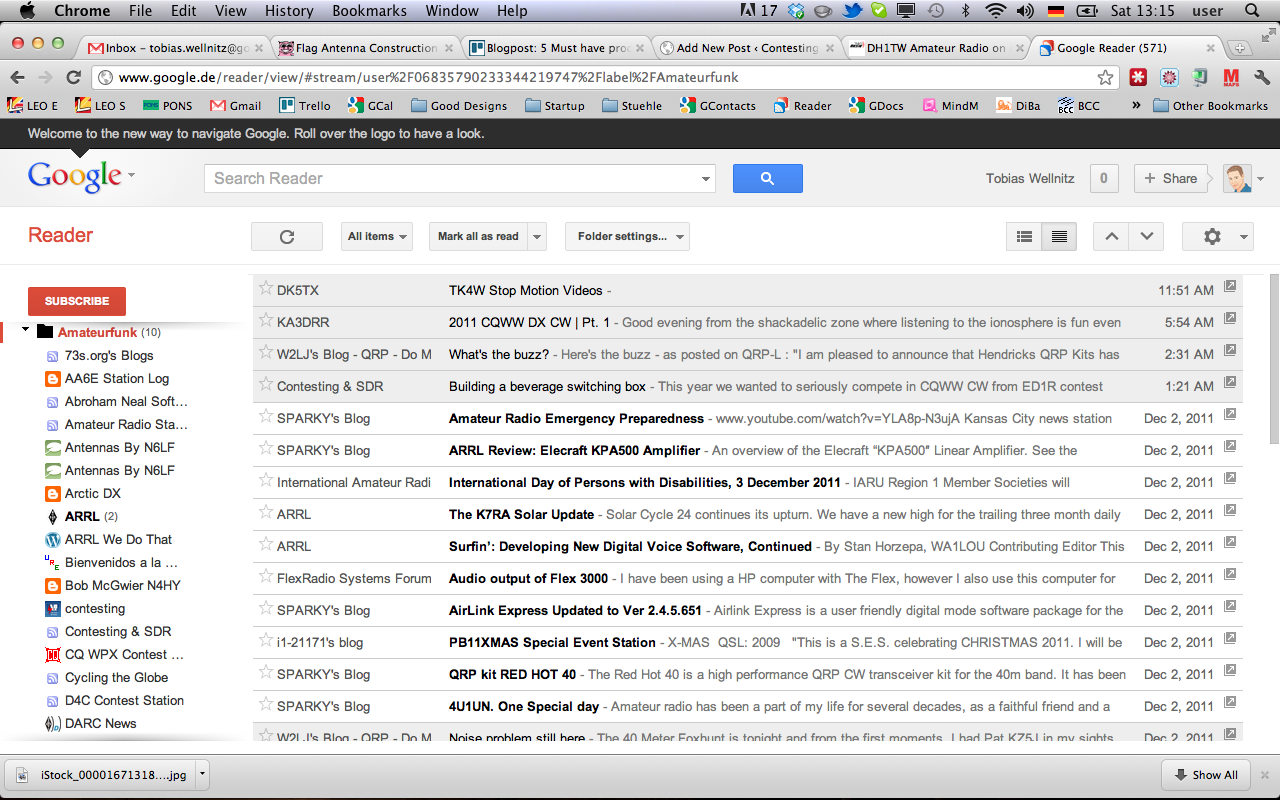 Chrome File Edit View History Bookmarks Window Help 17 Sat 13:15 user
Inbox - tobias.wellnitz@go Flag Antenna Construction Blogpost: 5 Must have pro Add New Post ‹ Contesting DH1TW Amateur Radio on Google Reader (571)
www.google.de/reader/view/#stream/user%2F06835790233344219747%2Flabel%2FAmateurfunk
LEO E LEO S PONS Gmail Trello GCal Good Designs Startup Stuehle GContacts Reader GDocs MindM DiBa BCC » Other Bookmarks
Welcome to the new way to navigate Google. Roll over the logo to have a look.
Google Search Reader Tobias Wellnitz 0 + Share
Reader All items Mark all as read Folder settings...
SUBSCRIBE
Amateurfunk (10)
73s.org's Blogs
AA6E Station Log
Abroham Neal Soft...
Amateur Radio Sta...
Antennas By N6LF
Antennas By N6LF
Arctic DX
ARRL (2)
ARRL We Do That
Bienvenidos a la ...
Bob McGwier N4HY
contesting
Contesting & SDR
CQ WPX Contest ...
Cycling the Globe
D4C Contest Station
DARC News
DK5TX TK4W Stop Motion Videos - 11:51 AM
KA3DRR 2011 CQWW DX CW | Pt. 1 - Good evening from the shackadelic zone where listening to the ionosphere is fun even 5:54 AM
W2LJ's Blog - QRP - Do M What's the buzz? - Here's the buzz - as posted on QRP-L : "I am pleased to announce that Hendricks QRP Kits has 2:31 AM
Contesting & SDR Building a beverage switching box - This year we wanted to seriously compete in CQWW CW from ED1R contest 1:21 AM
SPARKY's Blog Amateur Radio Emergency Preparedness - www.youtube.com/watch?v=YLA8p-N3ujA Kansas City news station Dec 2, 2011
SPARKY's Blog ARRL Review: Elecraft KPA500 Amplifier - An overview of the Elecraft “KPA500″ Linear Amplifier. See the Dec 2, 2011
International Amateur Radi International Day of Persons with Disabilities, 3 December 2011 - IARU Region 1 Member Societies will Dec 2, 2011
ARRL The K7RA Solar Update - Solar Cycle 24 continues its upturn. We have a new high for the trailing three month daily Dec 2, 2011
ARRL Surfin’: Developing New Digital Voice Software, Continued - By Stan Horzepa, WA1LOU Contributing Editor This Dec 2, 2011
FlexRadio Systems Forum Audio output of Flex 3000 - I have been using a HP computer with The Flex, however I also use this computer for Dec 2, 2011
SPARKY's Blog AirLink Express Updated to Ver 2.4.5.651 - Airlink Express is a user friendly digital mode software package for the Dec 2, 2011
i1-21171's blog PB11XMAS Special Event Station - X-MAS QSL: 2009 "This is a S.E.S. celebrating CHRISTMAS 2011. I will be Dec 2, 2011
SPARKY's Blog QRP kit RED HOT 40 - The Red Hot 40 is a high performance QRP CW transceiver kit for the 40m band. It has been Dec 2, 2011
SPARKY's Blog 4U1UN. One Special day - Amateur radio has been a part of my life for several decades, as a faithful friend and a Dec 2, 2011
W2LJ's Blog - QRP - Do M Noise problem still here - The 40 Meter Foxhunt is tonight and from the first moments, I had Pat KZ5J in my sights Dec 2, 2011
iStock_00001671318....jpg Show All